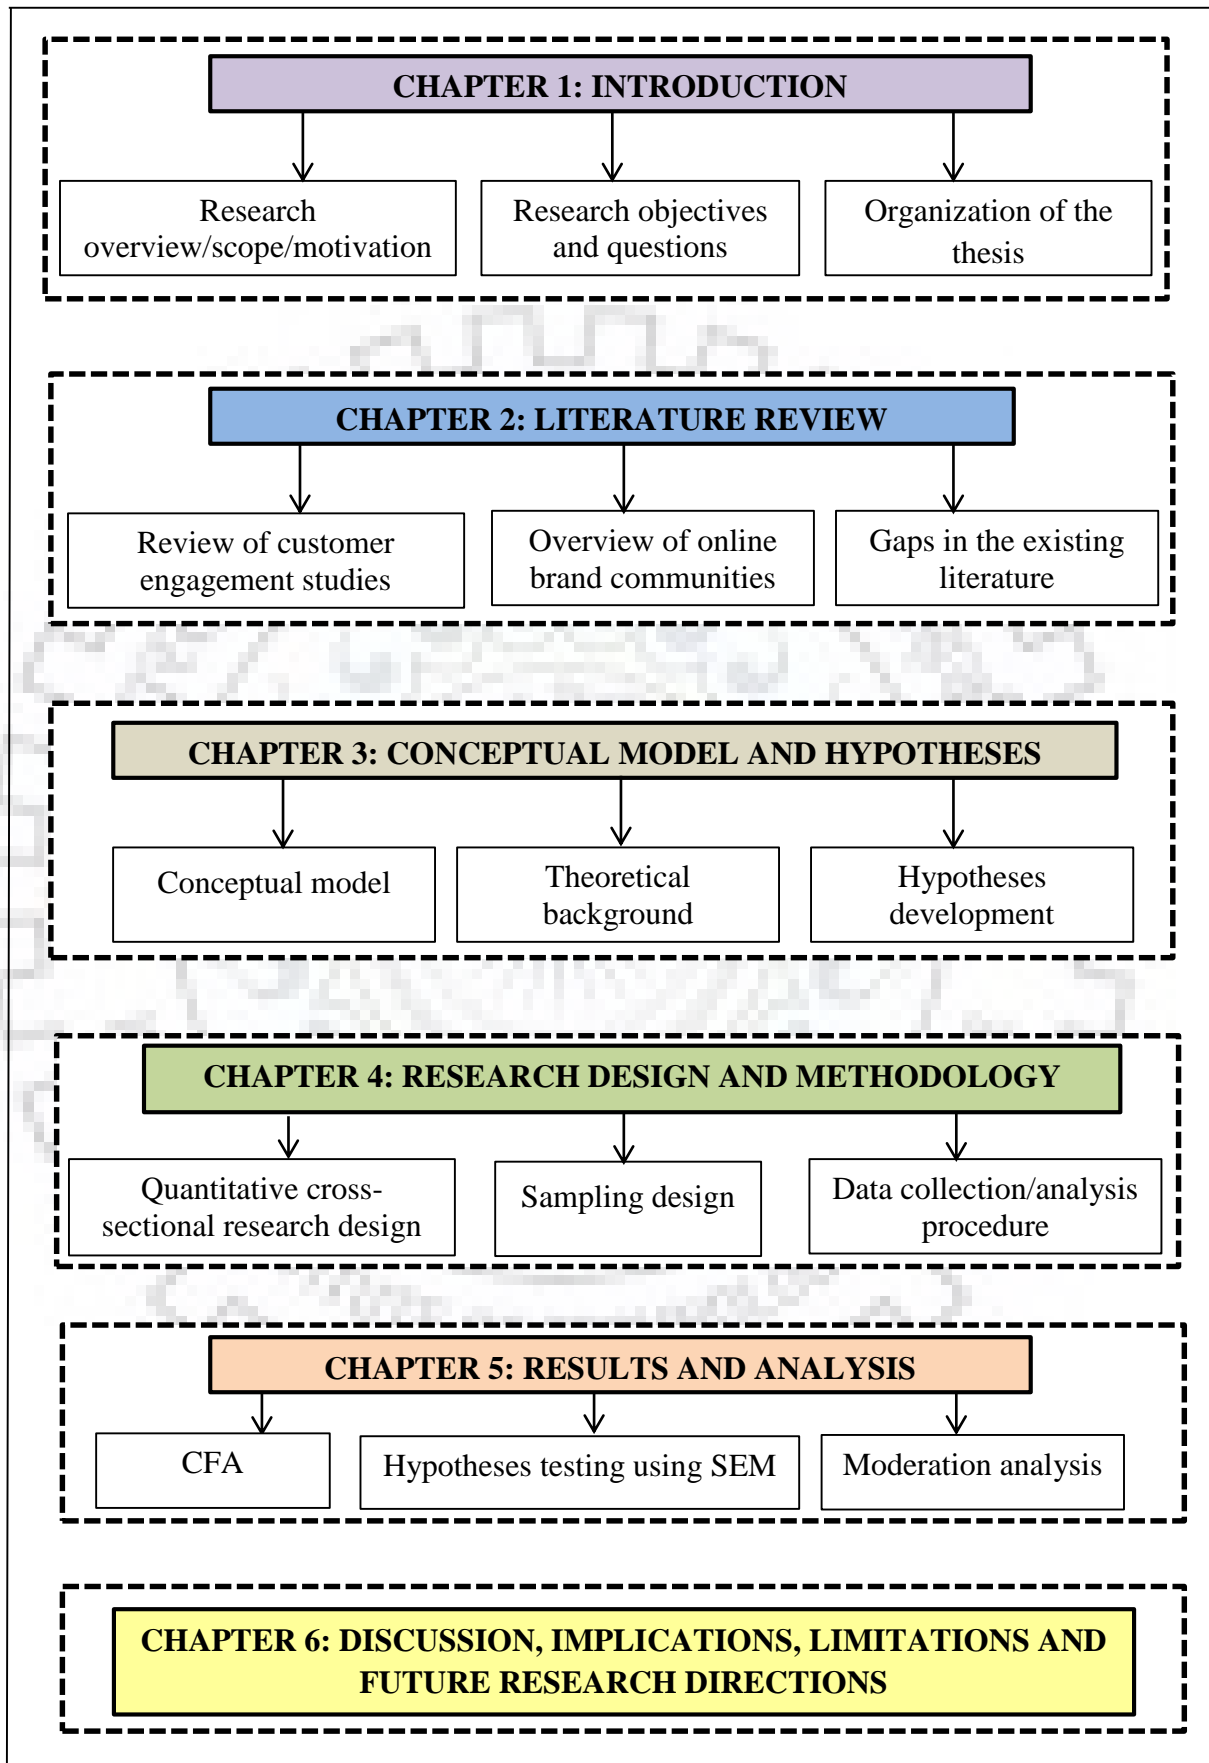 CHAPTER 1: INTRODUCTION
Research
overview/scope/motivation
Research objectives
and questions
Organization of the
thesis
CHAPTER 2: LITERATURE REVIEW
Review of customer
engagement studies
Overview of online
brand communities
Gaps in the existing
literature
CHAPTER 3: CONCEPTUAL MODEL AND HYPOTHESES
Conceptual model
Theoretical
background
Hypotheses
development
CHAPTER 4: RESEARCH DESIGN AND METHODOLOGY
Quantitative cross-
sectional research design
Sampling design
Data collection/analysis
procedure
CHAPTER 5: RESULTS AND ANALYSIS
CFA
Hypotheses testing using SEM
Moderation analysis
CHAPTER 6: DISCUSSION, IMPLICATIONS, LIMITATIONS AND
FUTURE RESEARCH DIRECTIONS